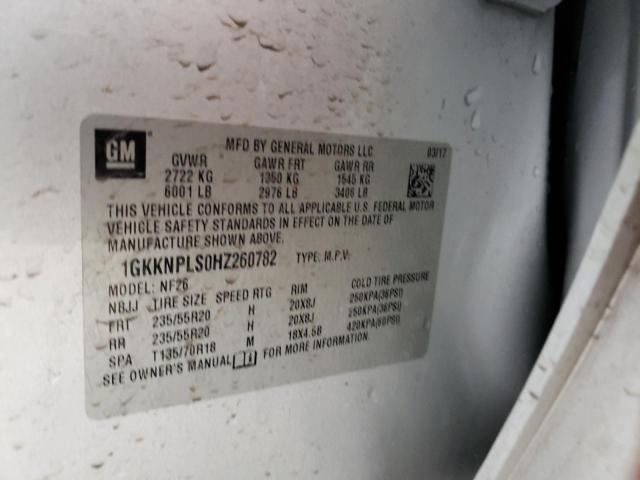 GM
MFD BY GENERAL MOTORS LLC 03/17
GVWR GAWR FRT GAWR RR
2722 KG 1350 KG 1545 KG
6001 LB 2976 LB 3406 LB
THIS VEHICLE CONFORMS TO ALL APPLICABLE U.S. FEDERAL MOTOR
VEHICLE SAFETY STANDARDS IN EFFECT ON THE DATE OF
MANUFACTURE SHOWN ABOVE.
1GKKNPLS0HZ260782 TYPE: M.P.V.
MODEL: NF26
NBJJ TIRE SIZE SPEED RTG RIM COLD TIRE PRESSURE
FRT 235/55R20 H 20X8J 250KPA(36PSI)
RR 235/55R20 H 20X8J 250KPA(36PSI)
SPA T135/70R18 M 18X4.5B 420KPA(60PSI)
SEE OWNER'S MANUAL FOR MORE INFORMATION.